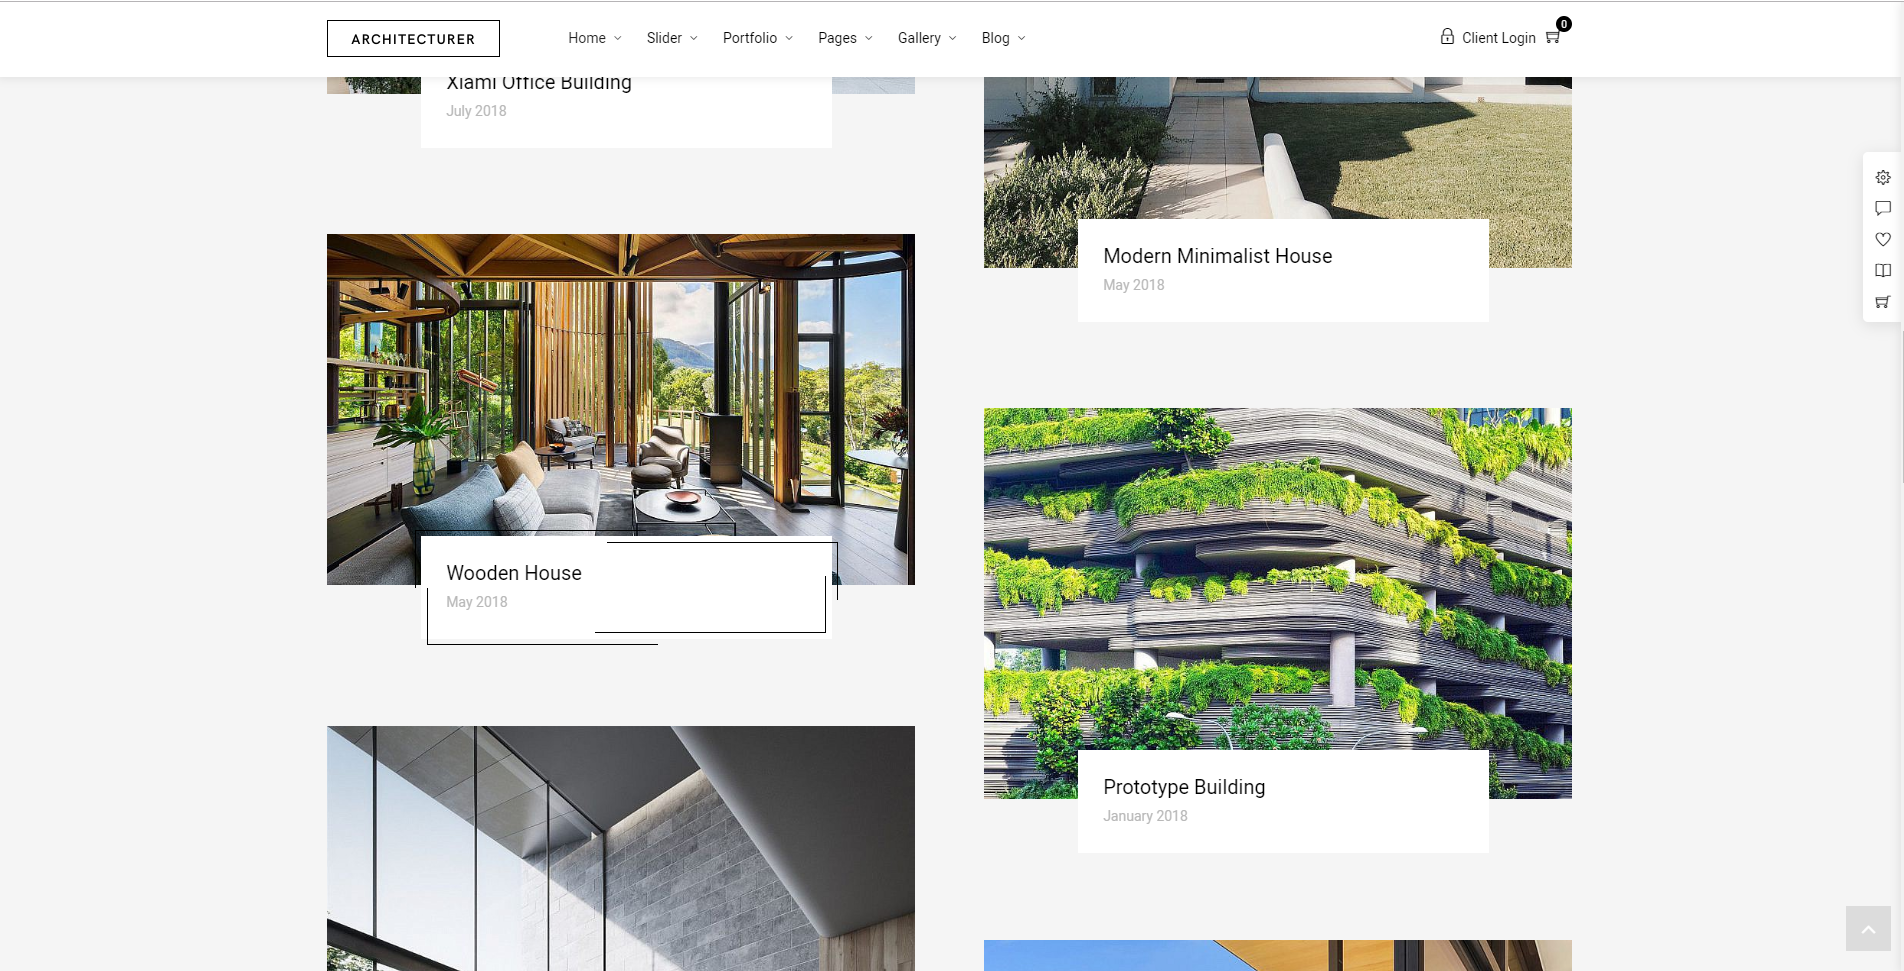 ARCHITECTURER
Home
Slider
Portfolio
Pages
Gallery
Blog
Client Login
0
Xiami Office Building
July 2018
Modern Minimalist House
May 2018
Wooden House
May 2018
Prototype Building
January 2018